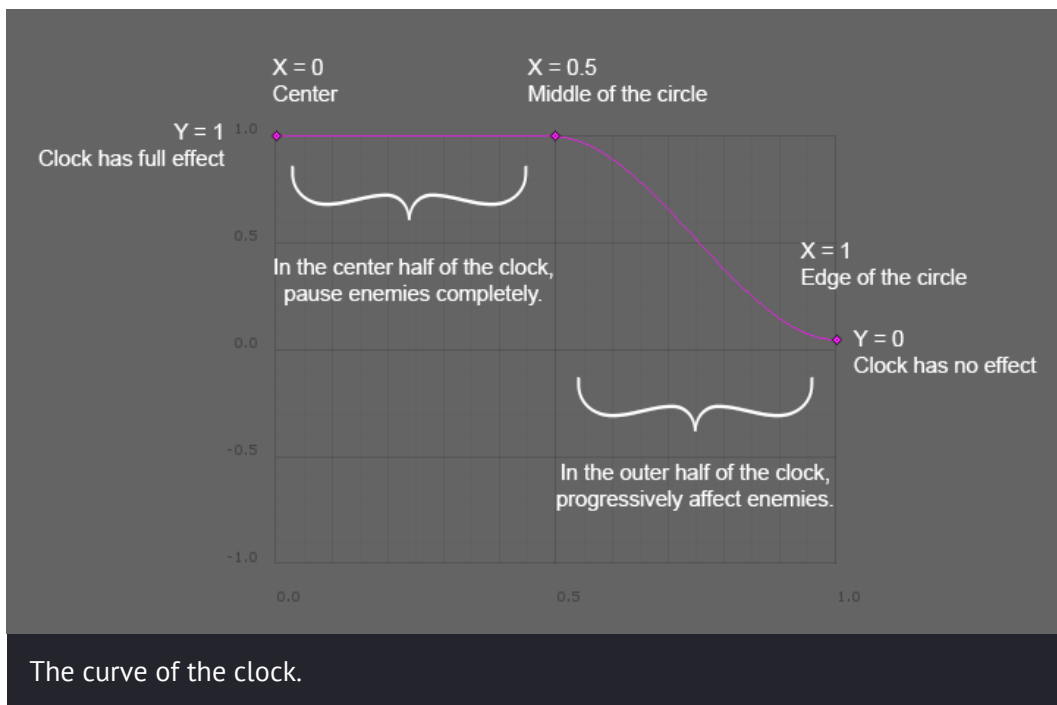 X = 0
Center
X = 0.5
Middle of the circle
Y = 1
Clock has full effect
1.0
0.5
In the center half of the clock,
pause enemies completely.
X = 1
Edge of the circle
0.0
Y = 0
Clock has no effect
-0.5
In the outer half of the clock,
progressively affect enemies.
-1.0
0.0
0.5
1.0
The curve of the clock.